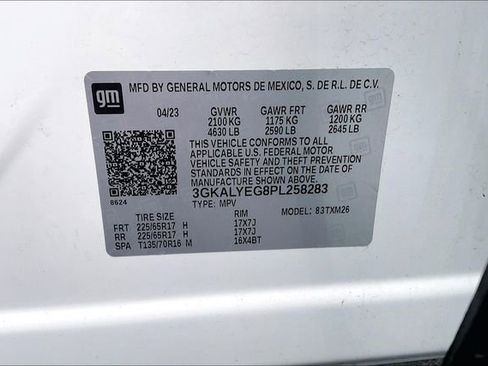 gm
MFD BY GENERAL MOTORS DE MEXICO, S. DE R.L. DE C.V.
04/23 GVWR GAWR FRT GAWR RR
2100 KG 1175 KG 1200 KG
4630 LB 2590 LB 2645 LB
THIS VEHICLE CONFORMS TO ALL
APPLICABLE U.S. FEDERAL MOTOR
VEHICLE SAFETY AND THEFT PREVENTION
STANDARDS IN EFFECT ON THE DATE OF
MANUFACTURE SHOWN ABOVE.
3GKALYEG8PL258283
8624
TYPE: MPV MODEL: 83TXM26
TIRE SIZE RIM
FRT 225/65R17 H 17X7J
RR 225/65R17 H 17X7J
SPA T135/70R16 M 16X4BT